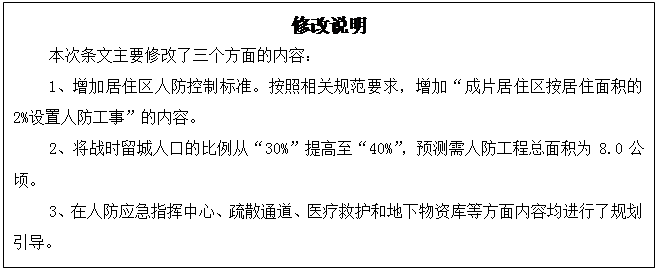 修改说明
本次条文主要修改了三个方面的内容：
1、增加居住区人防控制标准。按照相关规范要求，增加“成片居住区按居住面积的
2%设置人防工事”的内容。
2、将战时留城人口的比例从“30%”提高至“40%”，预测需人防工程总面积为 8.0 公
顷。
3、在人防应急指挥中心、疏散通道、医疗救护和地下物资库等方面内容均进行了规划
引导。